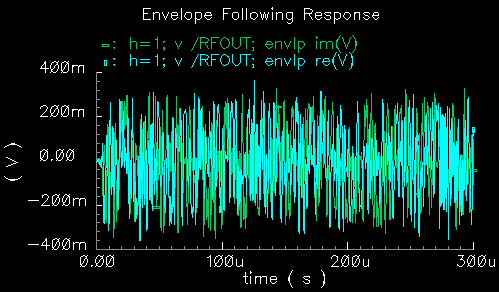 Envelope Following Response
: h=1; v /RFOUT; envlp im(V)
: h=1; v /RFOUT; envlp re(V)
400m
200m
0.00
-200m
-400m
( V )
0.00 100u 200u 300u
time ( s )